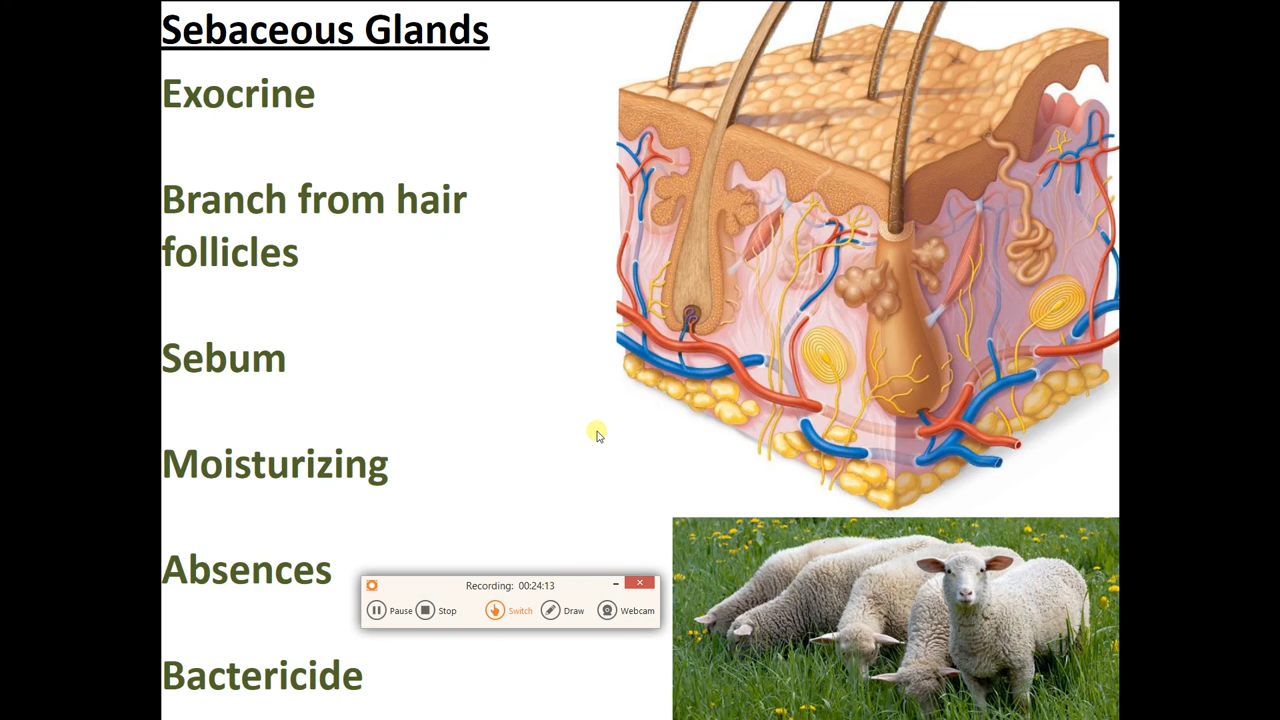 Sebaceous Glands
Exocrine
Branch from hair
follicles
Sebum
Moisturizing
Absences
Recording: 00:24:13
Pause Stop Switch Draw Webcam
Bactericide